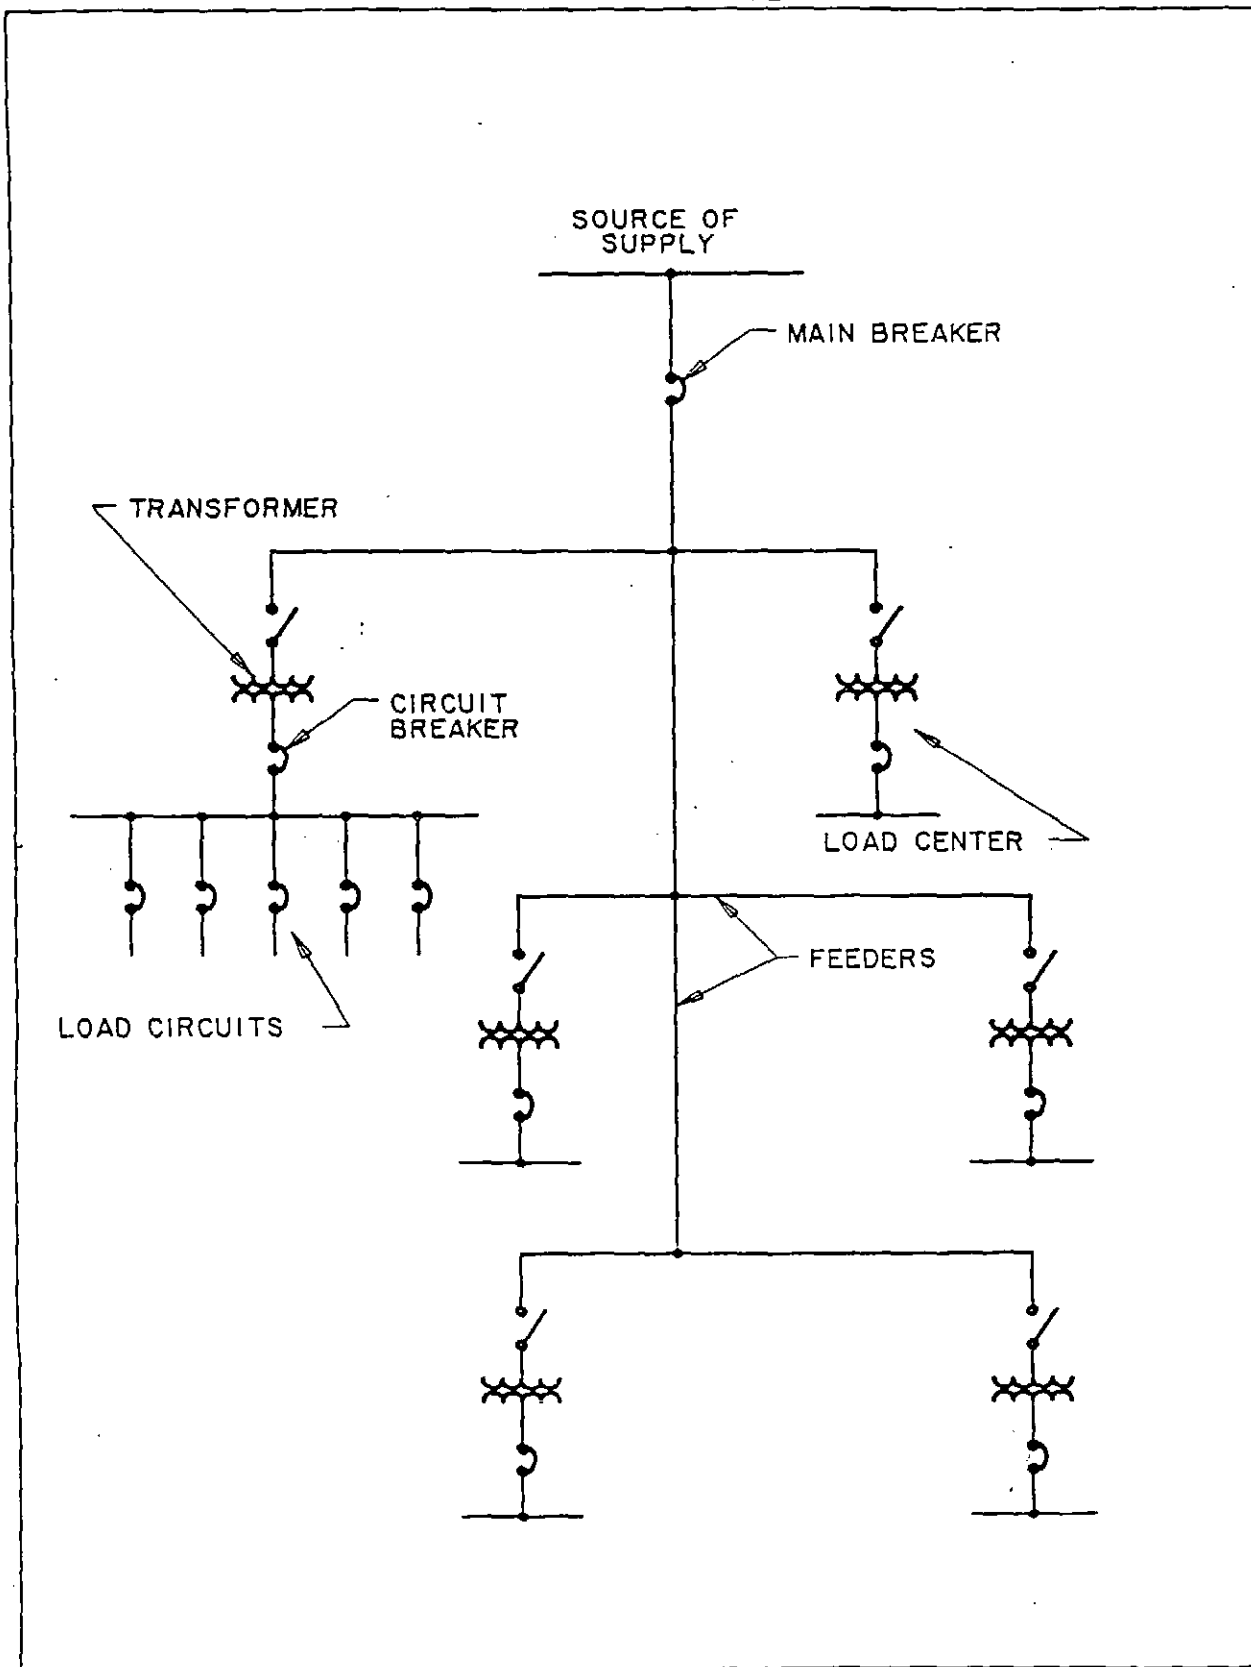 SOURCE OF
SUPPLY
MAIN BREAKER
TRANSFORMER
CIRCUIT
BREAKER
LOAD CENTER
FEEDERS
LOAD CIRCUITS